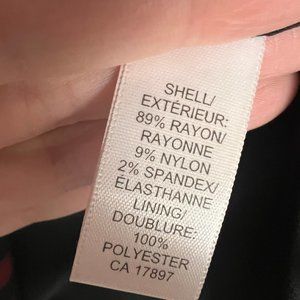 SHELL/
EXTÉRIEUR:
89% RAYON/
RAYONNE
9% NYLON
2% SPANDEX/
ÉLASTHANNE
LINING/
DOUBLURE:
100%
POLYESTER
CA 17897